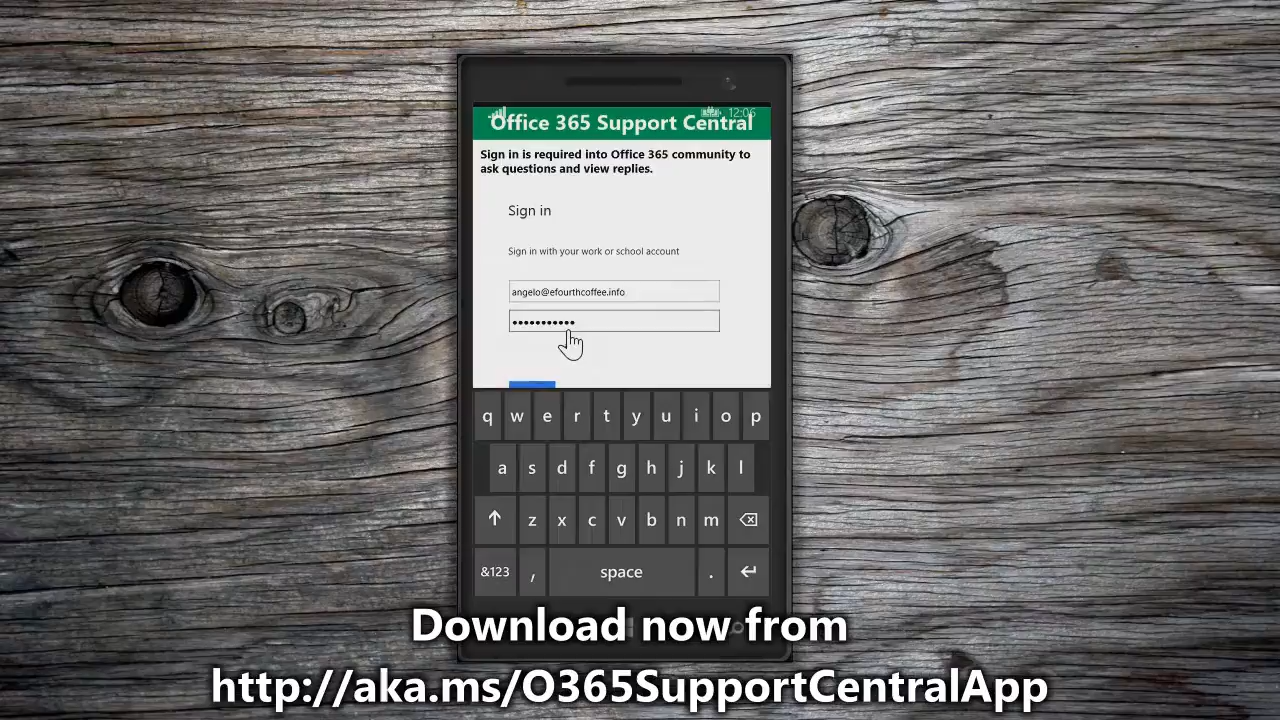 12:06
Office 365 Support Central
Sign in is required into Office 365 community to
ask questions and view replies.
Sign in
Sign in with your work or school account
angelo@efourthcoffee.info
•••••••••••
q w e r t y u i o p
a s d f g h j k l
z x c v b n m
&123 , space .
Download now from
http://aka.ms/O365SupportCentralApp